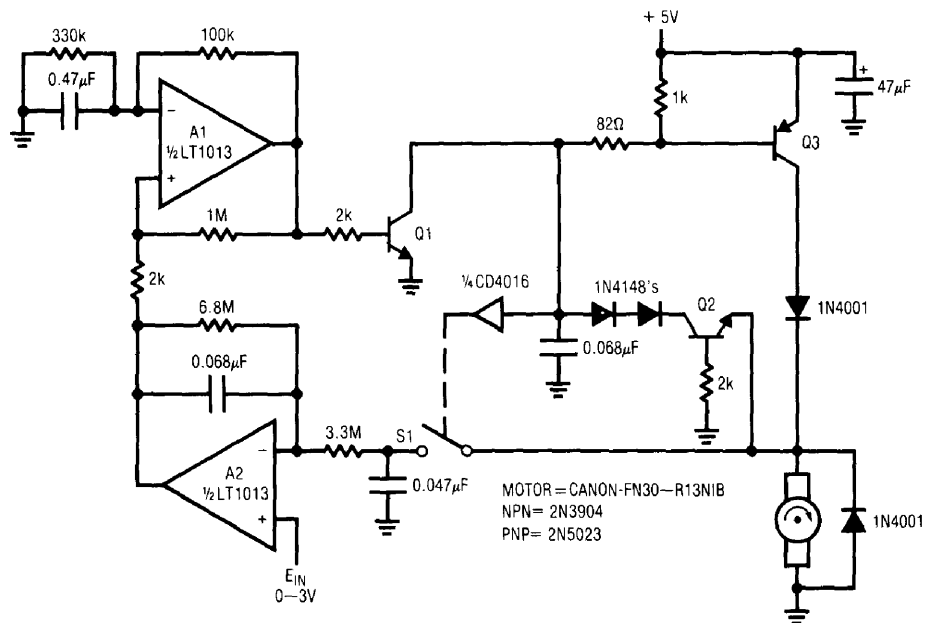 330k
0.47µF
100k
−
A1
½LT1013
+
1M
2k
Q1
2k
6.8M
0.068µF
−
A2
½LT1013
+
EIN
0–3V
3.3M
S1
0.047µF
¼CD4016
0.068µF
1N4148's
Q2
2k
82Ω
+ 5V
1k
Q3
+
47µF
1N4001
1N4001
MOTOR = CANON-FN30–R13NIB
NPN= 2N3904
PNP= 2N5023